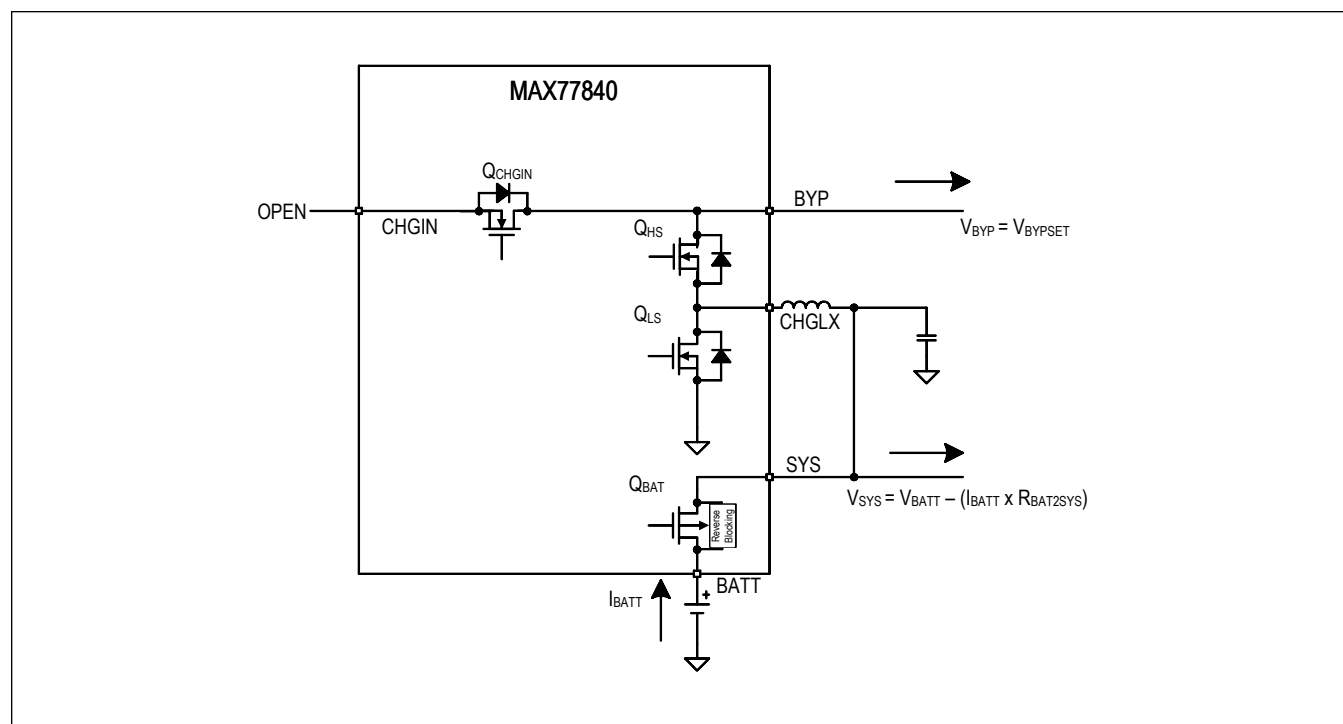 MAX77840
QCHGIN
OPEN
CHGIN
BYP
VBYP = VBYPSET
QHS
QLS
CHGLX
SYS
QBAT
Reverse
Blocking
VSYS = VBATT – (IBATT x RBAT2SYS)
IBATT
BATT
+